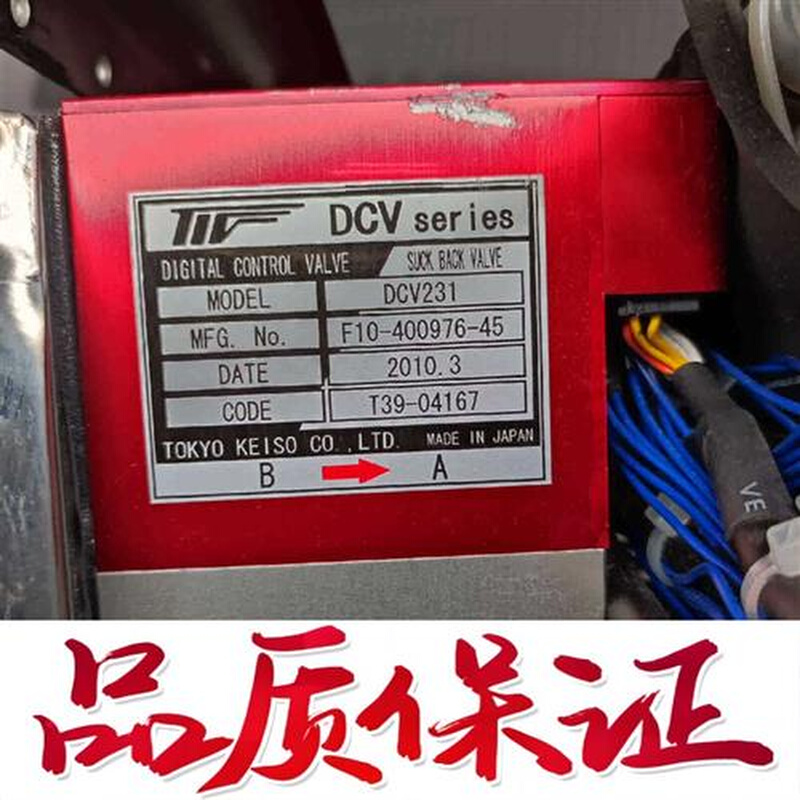 DCV series
DIGITAL CONTROL VALVE SUCK BACK VALVE
MODEL DCV231
MFG. No. F10-400976-45
DATE 2010.3
CODE T39-04167
TOKYO KEISO CO.,LTD. MADE IN JAPAN
B → A
VE
品质保证